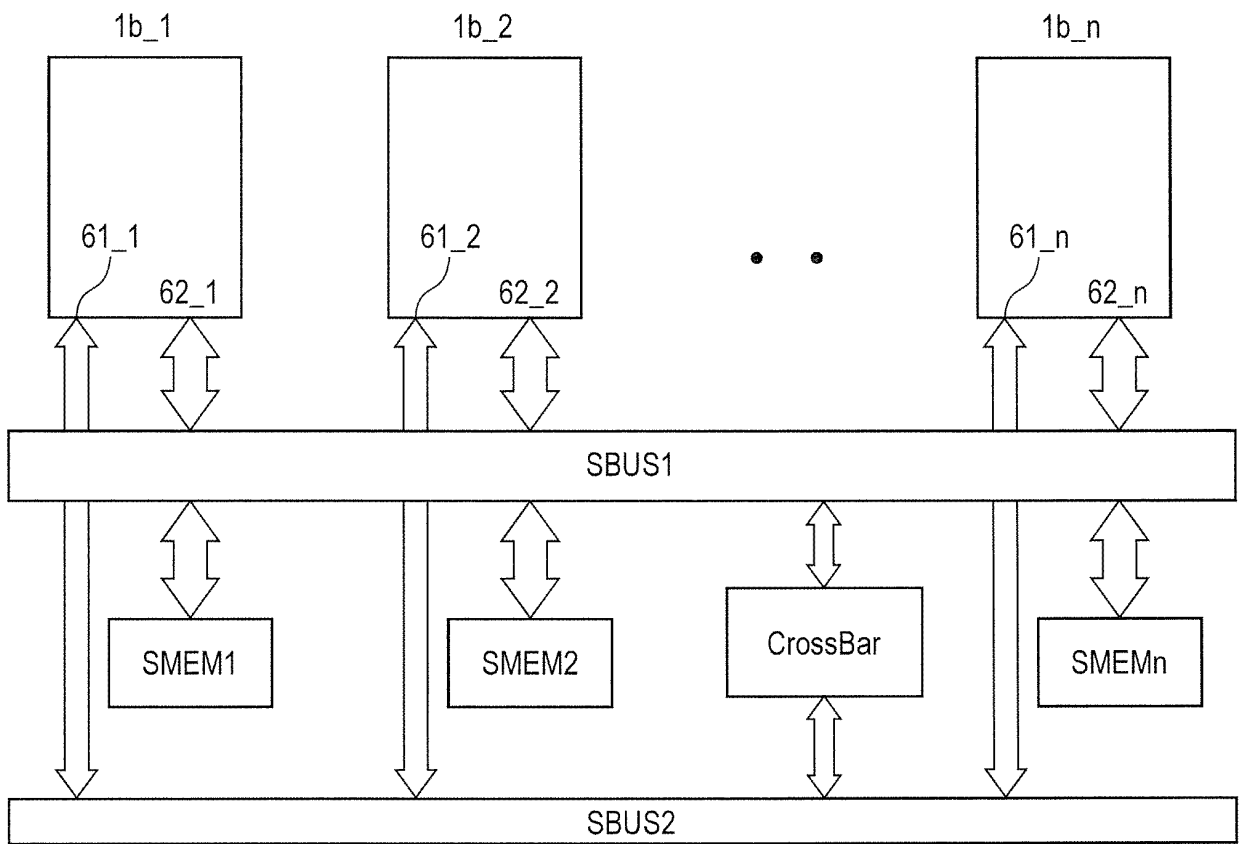 1b_1 1b_2 1b_n
61_1 61_2 61_n
62_1 62_2 62_n
SBUS1
SMEM1 SMEM2 CrossBar SMEMn
SBUS2